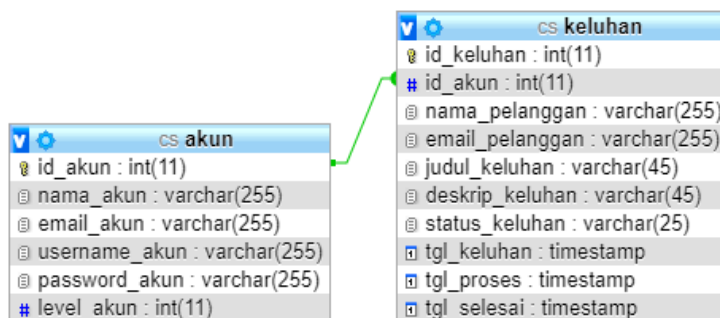 cs akun
id_akun : int(11)
nama_akun : varchar(255)
email_akun : varchar(255)
username_akun : varchar(255)
password_akun : varchar(255)
# level_akun : int(11)
cs keluhan
id_keluhan : int(11)
# id_akun : int(11)
nama_pelanggan : varchar(255)
email_pelanggan : varchar(255)
judul_keluhan : varchar(45)
deskrip_keluhan : varchar(45)
status_keluhan : varchar(25)
tgl_keluhan : timestamp
tgl_proses : timestamp
tgl_selesai : timestamp